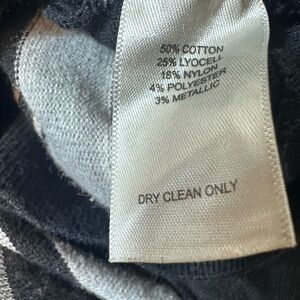 50% COTTON
25% LYOCELL
18% NYLON
4% POLYESTER
3% METALLIC
DRY CLEAN ONLY